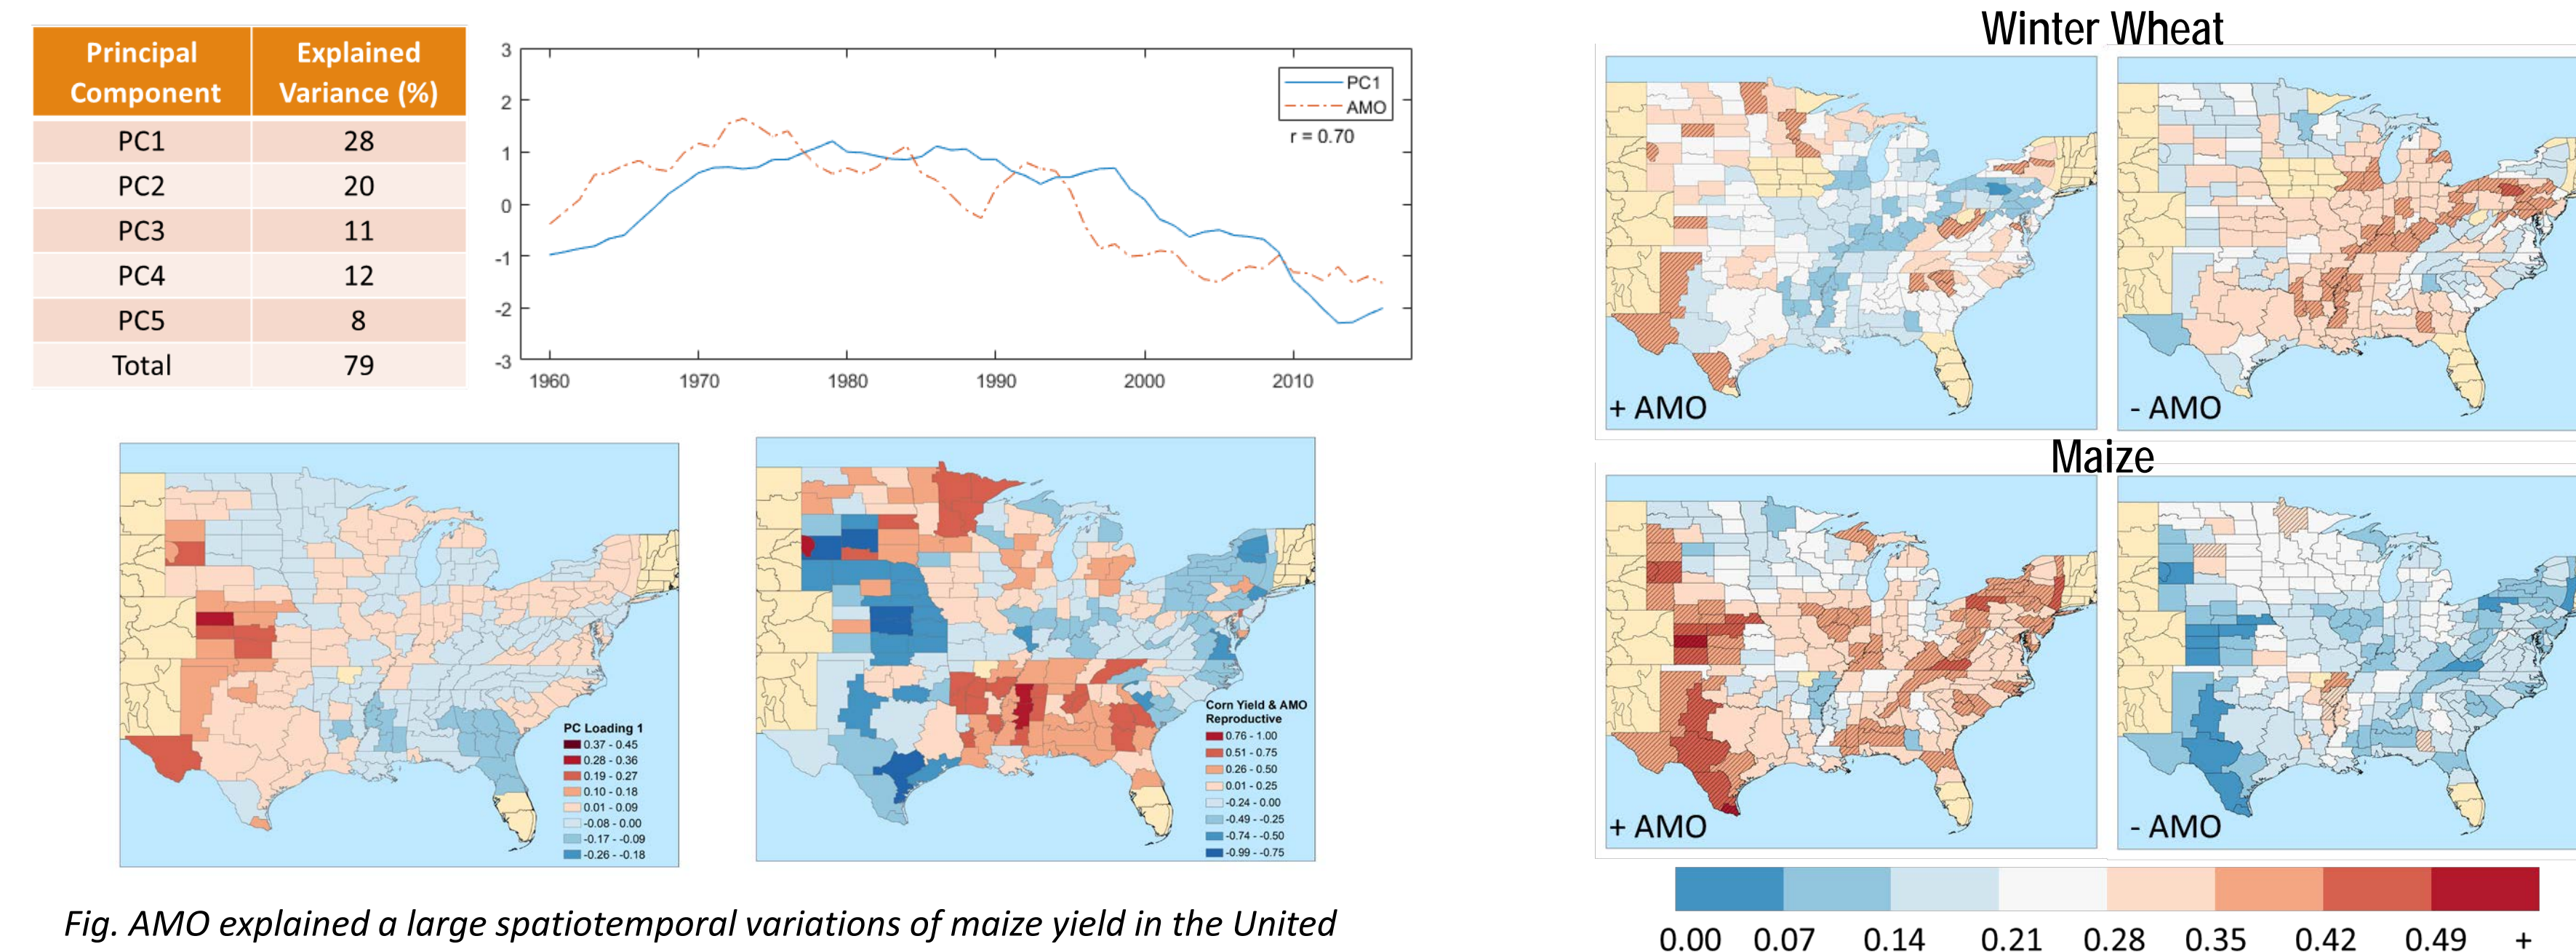 Principal Component Explained Variance (%)
PC1 28
PC2 20
PC3 11
PC4 12
PC5 8
Total 79
3
2
1
0
-1
-2
-3
1960 1970 1980 1990 2000 2010
PC1
AMO
r = 0.70
PC Loading 1
0.37 - 0.45
0.28 - 0.36
0.19 - 0.27
0.10 - 0.18
0.01 - 0.09
-0.08 - 0.00
-0.17 - -0.09
-0.26 - -0.18
Corn Yield & AMO
Reproductive
0.76 - 1.00
0.51 - 0.75
0.26 - 0.50
0.01 - 0.25
-0.24 - 0.00
-0.49 - -0.25
-0.74 - -0.50
-0.99 - -0.75
Fig. AMO explained a large spatiotemporal variations of maize yield in the United
Winter Wheat
+ AMO - AMO
Maize
+ AMO - AMO
0.00 0.07 0.14 0.21 0.28 0.35 0.42 0.49 +